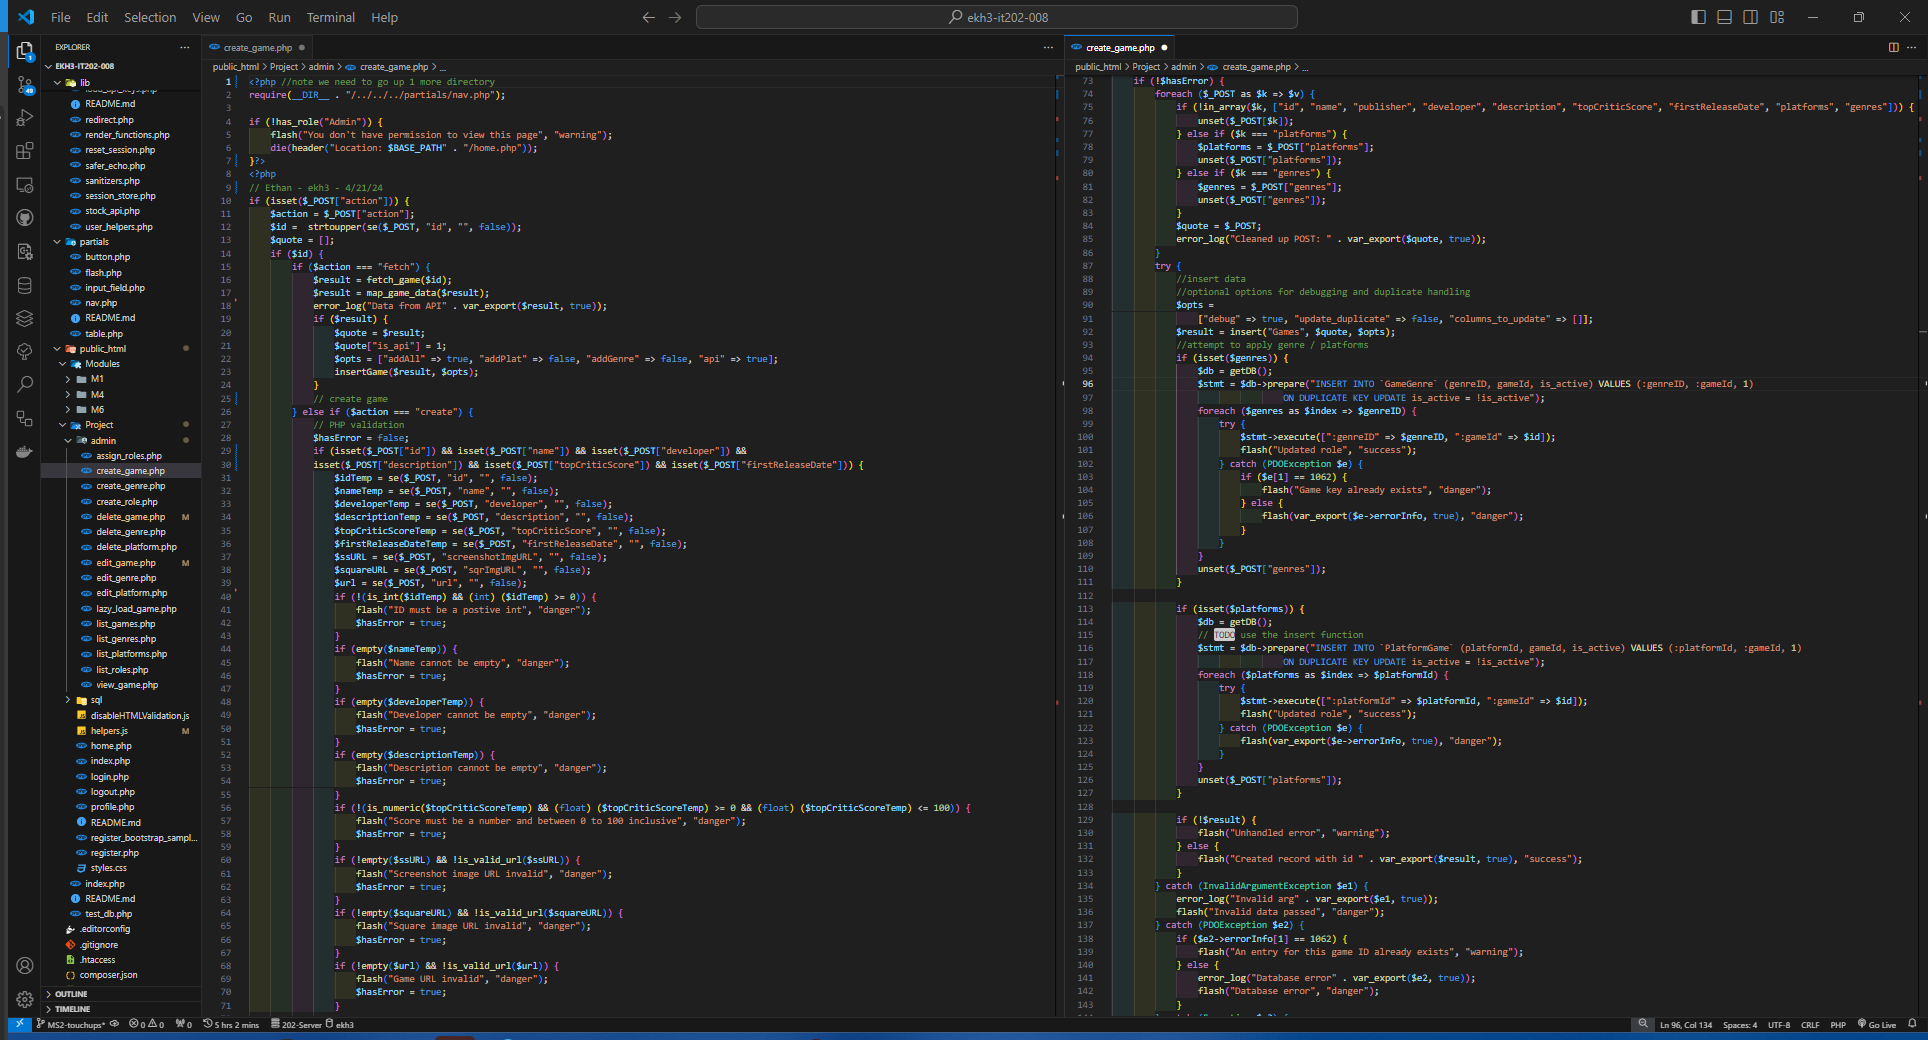 File Edit Selection View Go Run Terminal Help
ekh3-it202-008
EXPLORER
EKH3-IT202-008
lib
load_api_keys.php
README.md
redirect.php
render_functions.php
reset_session.php
safer_echo.php
sanitizers.php
session_store.php
stock_api.php
user_helpers.php
partials
button.php
flash.php
input_field.php
nav.php
README.md
table.php
public_html
Modules
M1
M4
M6
Project
admin
assign_roles.php
create_game.php
create_genre.php
create_role.php
delete_game.php M
delete_genre.php
delete_platform.php
edit_game.php M
edit_genre.php
edit_platform.php
lazy_load_game.php
list_games.php
list_genres.php
list_platforms.php
list_roles.php
view_game.php
sql
disableHTMLValidation.js
helpers.js M
home.php
index.php
login.php
logout.php
profile.php
README.md
register_bootstrap_sampl...
register.php
styles.css
index.php
README.md
test_db.php
.editorconfig
.gitignore
.htaccess
composer.json
OUTLINE
TIMELINE
create_game.php
public_html > Project > admin > create_game.php > ...
1 <?php //note we need to go up 1 more directory
2 require(__DIR__ . "/../../../partials/nav.php");
3
4 if (!has_role("Admin")) {
5 flash("You don't have permission to view this page", "warning");
6 die(header("Location: $BASE_PATH" . "/home.php"));
7 }?>
8 <?php
9 // Ethan - ekh3 - 4/21/24
10 if (isset($_POST["action"])) {
11 $action = $_POST["action"];
12 $id =  strtoupper(se($_POST, "id", "", false));
13 $quote = [];
14 if ($id) {
15 if ($action === "fetch") {
16 $result = fetch_game($id);
17 $result = map_game_data($result);
18 error_log("Data from API" . var_export($result, true));
19 if ($result) {
20 $quote = $result;
21 $quote["is_api"] = 1;
22 $opts = ["addAll" => true, "addPlat" => false, "addGenre" => false, "api" => true];
23 insertGame($result, $opts);
24 }
25 // create game
26 } else if ($action === "create") {
27 // PHP validation
28 $hasError = false;
29 if (isset($_POST["id"]) && isset($_POST["name"]) && isset($_POST["developer"]) &&
30 isset($_POST["description"]) && isset($_POST["topCriticScore"]) && isset($_POST["firstReleaseDate"])) {
31 $idTemp = se($_POST, "id", "", false);
32 $nameTemp = se($_POST, "name", "", false);
33 $developerTemp = se($_POST, "developer", "", false);
34 $descriptionTemp = se($_POST, "description", "", false);
35 $topCriticScoreTemp = se($_POST, "topCriticScore", "", false);
36 $firstReleaseDateTemp = se($_POST, "firstReleaseDate", "", false);
37 $ssURL = se($_POST, "screenshotImgURL", "", false);
38 $squareURL = se($_POST, "sqrImgURL", "", false);
39 $url = se($_POST, "url", "", false);
40 if (!(is_int($idTemp) && (int) ($idTemp) >= 0)) {
41 flash("ID must be a postive int", "danger");
42 $hasError = true;
43 }
44 if (empty($nameTemp)) {
45 flash("Name cannot be empty", "danger");
46 $hasError = true;
47 }
48 if (empty($developerTemp)) {
49 flash("Developer cannot be empty", "danger");
50 $hasError = true;
51 }
52 if (empty($descriptionTemp)) {
53 flash("Description cannot be empty", "danger");
54 $hasError = true;
55 }
56 if (!(is_numeric($topCriticScoreTemp) && (float) ($topCriticScoreTemp) >= 0 && (float) ($topCriticScoreTemp) <= 100)) {
57 flash("Score must be a number and between 0 to 100 inclusive", "danger");
58 $hasError = true;
59 }
60 if (!empty($ssURL) && !is_valid_url($ssURL)) {
61 flash("Screenshot image URL invalid", "danger");
62 $hasError = true;
63 }
64 if (!empty($squareURL) && !is_valid_url($squareURL)) {
65 flash("Square image URL invalid", "danger");
66 $hasError = true;
67 }
68 if (!empty($url) && !is_valid_url($url)) {
69 flash("Game URL invalid", "danger");
70 $hasError = true;
71 }
create_game.php
public_html > Project > admin > create_game.php > ...
73 if (!$hasError) {
74 foreach ($_POST as $k => $v) {
75 if (!in_array($k, ["id", "name", "publisher", "developer", "description", "topCriticScore", "firstReleaseDate", "platforms", "genres"])) {
76 unset($_POST[$k]);
77 } else if ($k === "platforms") {
78 $platforms = $_POST["platforms"];
79 unset($_POST["platforms"]);
80 } else if ($k === "genres") {
81 $genres = $_POST["genres"];
82 unset($_POST["genres"]);
83 }
84 $quote = $_POST;
85 error_log("Cleaned up POST: " . var_export($quote, true));
86 }
87 try {
88 //insert data
89 //optional options for debugging and duplicate handling
90 $opts =
91 ["debug" => true, "update_duplicate" => false, "columns_to_update" => []];
92 $result = insert("Games", $quote, $opts);
93 //attempt to apply genre / platforms
94 if (isset($genres)) {
95 $db = getDB();
96 $stmt = $db->prepare("INSERT INTO `GameGenre` (genreID, gameId, is_active) VALUES (:genreID, :gameId, 1)
97 ON DUPLICATE KEY UPDATE is_active = !is_active");
98 foreach ($genres as $index => $genreID) {
99 try {
100 $stmt->execute([":genreID" => $genreID, ":gameId" => $id]);
101 flash("Updated role", "success");
102 } catch (PDOException $e) {
103 if ($e[1] == 1062) {
104 flash("Game key already exists", "danger");
105 } else {
106 flash(var_export($e->errorInfo, true), "danger");
107 }
108 }
109 }
110 unset($_POST["genres"]);
111 }
112
113 if (isset($platforms)) {
114 $db = getDB();
115 // TODO use the insert function
116 $stmt = $db->prepare("INSERT INTO `PlatformGame` (platformId, gameId, is_active) VALUES (:platformId, :gameId, 1)
117 ON DUPLICATE KEY UPDATE is_active = !is_active");
118 foreach ($platforms as $index => $platformId) {
119 try {
120 $stmt->execute([":platformId" => $platformId, ":gameId" => $id]);
121 flash("Updated role", "success");
122 } catch (PDOException $e) {
123 flash(var_export($e->errorInfo, true), "danger");
124 }
125 }
126 unset($_POST["platforms"]);
127 }
128
129 if (!$result) {
130 flash("Unhandled error", "warning");
131 } else {
132 flash("Created record with id " . var_export($result, true), "success");
133 }
134 } catch (InvalidArgumentException $e1) {
135 error_log("Invalid arg" . var_export($e1, true));
136 flash("Invalid data passed", "danger");
137 } catch (PDOException $e2) {
138 if ($e2->errorInfo[1] == 1062) {
139 flash("An entry for this game ID already exists", "warning");
140 } else {
141 error_log("Database error" . var_export($e2, true));
142 flash("Database error", "danger");
143 }
MS2-touchups* 0 0 0 5 hrs 2 mins 202-Server ekh3
Ln 96, Col 134 Spaces: 4 UTF-8 CRLF PHP Go Live